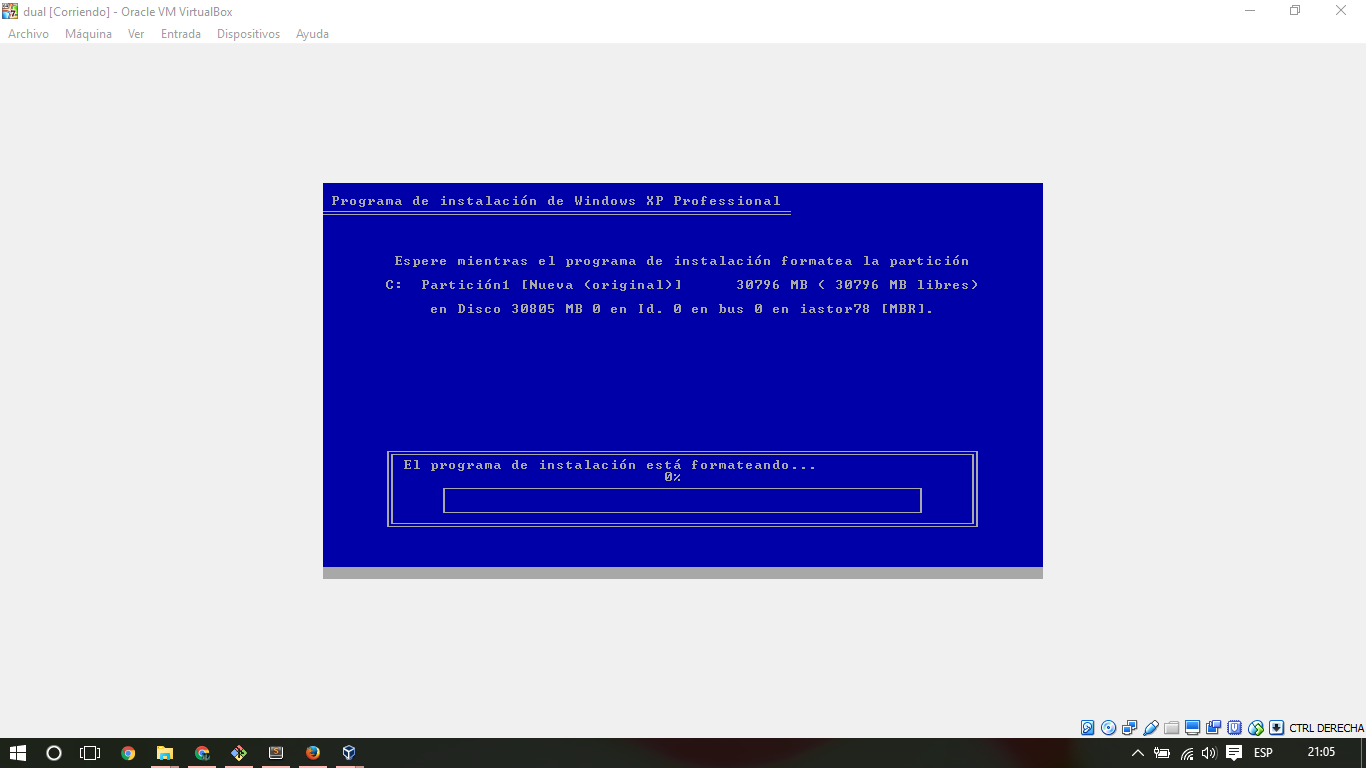 dual [Corriendo] - Oracle VM VirtualBox
Archivo Máquina Ver Entrada Dispositivos Ayuda
Programa de instalación de Windows XP Professional
Espere mientras el programa de instalación formatea la partición
C: Partición1 [Nueva (original)] 30796 MB ( 30796 MB libres)
en Disco 30805 MB 0 en Id. 0 en bus 0 en iastor78 [MBR].
El programa de instalación está formateando...
0%
CTRL DERECHA
ESP 21:05